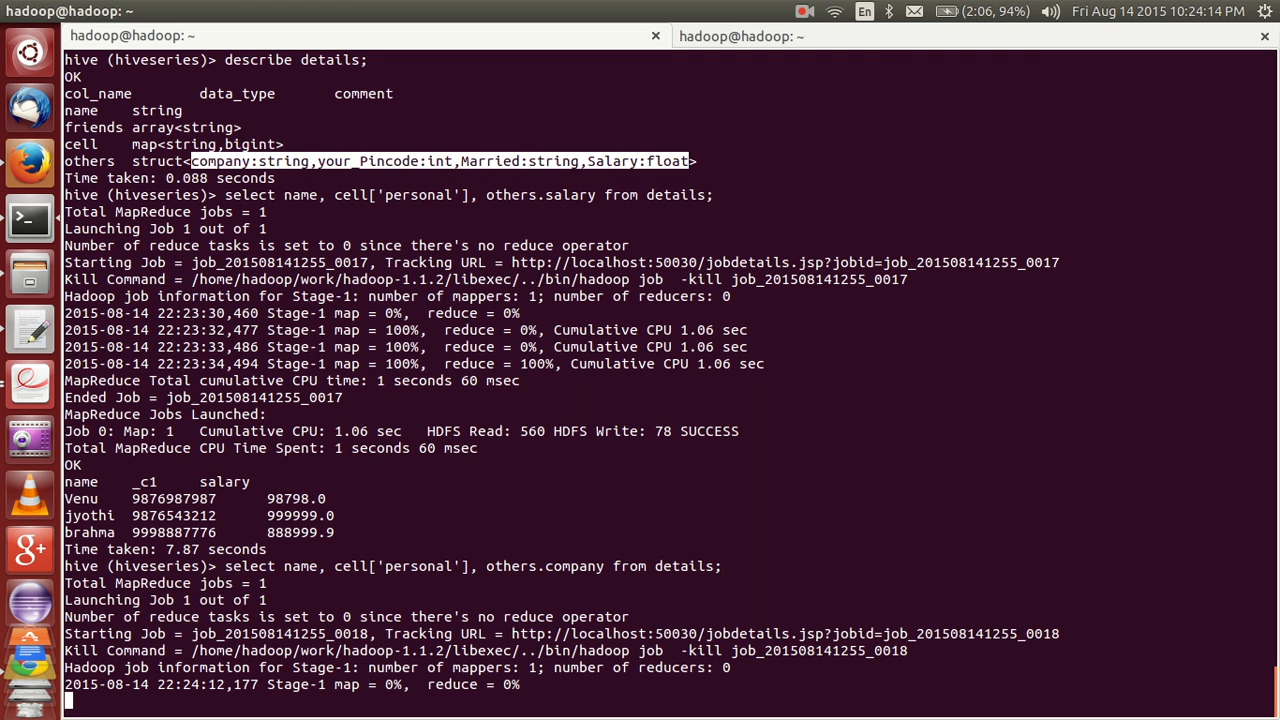 hadoop@hadoop: ~
En
(2:06, 94%)
Fri Aug 14 2015 10:24:14 PM
hadoop@hadoop: ~
hadoop@hadoop: ~
hive (hiveseries)> describe details;
OK
col_name data_type comment
name string
friends array<string>
cell map<string,bigint>
others struct<company:string,your_Pincode:int,Married:string,Salary:float>
Time taken: 0.088 seconds
hive (hiveseries)> select name, cell['personal'], others.salary from details;
Total MapReduce jobs = 1
Launching Job 1 out of 1
Number of reduce tasks is set to 0 since there's no reduce operator
Starting Job = job_201508141255_0017, Tracking URL = http://localhost:50030/jobdetails.jsp?jobid=job_201508141255_0017
Kill Command = /home/hadoop/work/hadoop-1.1.2/libexec/../bin/hadoop job  -kill job_201508141255_0017
Hadoop job information for Stage-1: number of mappers: 1; number of reducers: 0
2015-08-14 22:23:30,460 Stage-1 map = 0%,  reduce = 0%
2015-08-14 22:23:32,477 Stage-1 map = 100%,  reduce = 0%, Cumulative CPU 1.06 sec
2015-08-14 22:23:33,486 Stage-1 map = 100%,  reduce = 0%, Cumulative CPU 1.06 sec
2015-08-14 22:23:34,494 Stage-1 map = 100%,  reduce = 100%, Cumulative CPU 1.06 sec
MapReduce Total cumulative CPU time: 1 seconds 60 msec
Ended Job = job_201508141255_0017
MapReduce Jobs Launched:
Job 0: Map: 1   Cumulative CPU: 1.06 sec   HDFS Read: 560 HDFS Write: 78 SUCCESS
Total MapReduce CPU Time Spent: 1 seconds 60 msec
OK
name _c1 salary
Venu 9876987987 98798.0
jyothi 9876543212 999999.0
brahma 9998887776 888999.9
Time taken: 7.87 seconds
hive (hiveseries)> select name, cell['personal'], others.company from details;
Total MapReduce jobs = 1
Launching Job 1 out of 1
Number of reduce tasks is set to 0 since there's no reduce operator
Starting Job = job_201508141255_0018, Tracking URL = http://localhost:50030/jobdetails.jsp?jobid=job_201508141255_0018
Kill Command = /home/hadoop/work/hadoop-1.1.2/libexec/../bin/hadoop job  -kill job_201508141255_0018
Hadoop job information for Stage-1: number of mappers: 1; number of reducers: 0
2015-08-14 22:24:12,177 Stage-1 map = 0%,  reduce = 0%